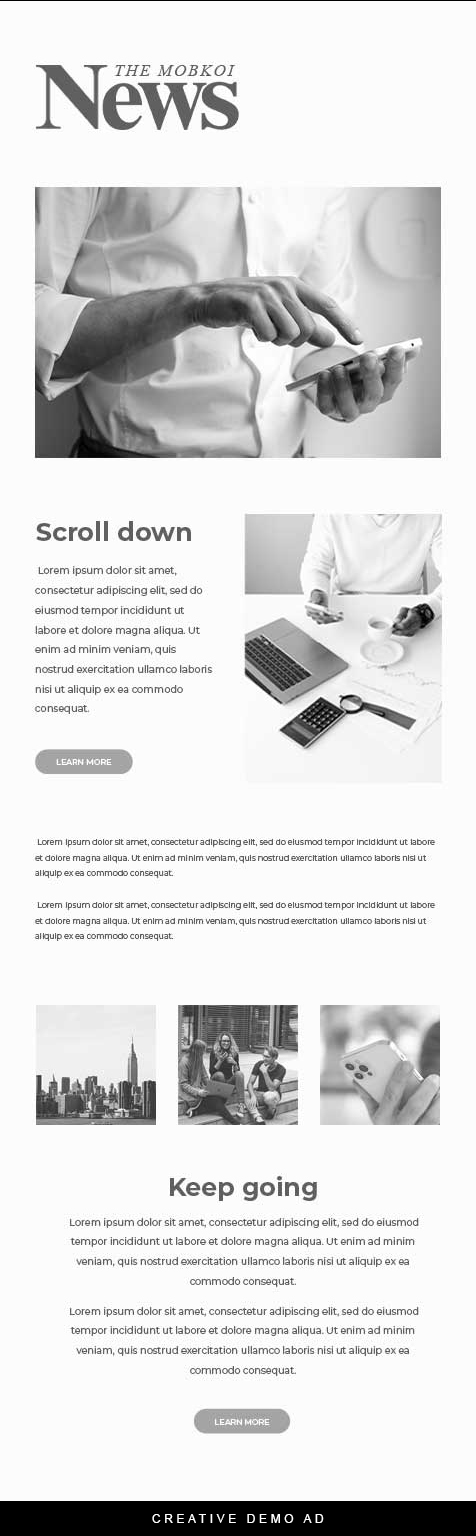 THE MOBKOI
News
Scroll down
Lorem ipsum dolor sit amet,
consectetur adipiscing elit, sed do
eiusmod tempor incididunt ut
labore et dolore magna aliqua. Ut
enim ad minim veniam, quis
nostrud exercitation ullamco laboris
nisi ut aliquip ex ea commodo
consequat.
LEARN MORE
Lorem ipsum dolor sit amet, consectetur adipiscing elit, sed do eiusmod tempor incididunt ut labore
et dolore magna aliqua. Ut enim ad minim veniam, quis nostrud exercitation ullamco laboris nisi ut
aliquip ex ea commodo consequat.
Lorem ipsum dolor sit amet, consectetur adipiscing elit, sed do eiusmod tempor incididunt ut labore
et dolore magna aliqua. Ut enim ad minim veniam, quis nostrud exercitation ullamco laboris nisi ut
aliquip ex ea commodo consequat.
Keep going
Lorem ipsum dolor sit amet, consectetur adipiscing elit, sed do eiusmod
tempor incididunt ut labore et dolore magna aliqua. Ut enim ad minim
veniam, quis nostrud exercitation ullamco laboris nisi ut aliquip ex ea
commodo consequat.
Lorem ipsum dolor sit amet, consectetur adipiscing elit, sed do eiusmod
tempor incididunt ut labore et dolore magna aliqua. Ut enim ad minim
veniam, quis nostrud exercitation ullamco laboris nisi ut aliquip ex ea
commodo consequat.
LEARN MORE
CREATIVE DEMO AD